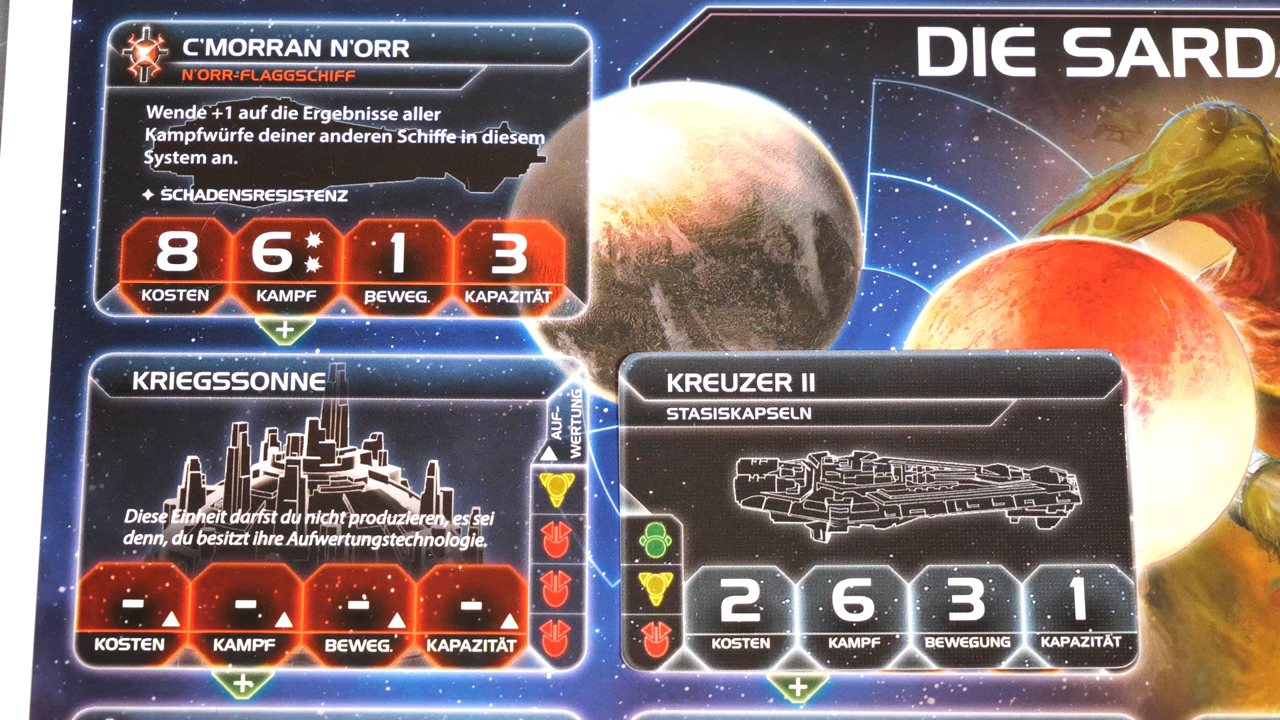 C'MORRAN N'ORR
N'ORR-FLAGGSCHIFF
Wende +1 auf die Ergebnisse aller
Kampfwürfe deiner anderen Schiffe in diesem
System an.
SCHADENSRESISTENZ
8 6 1 3
KOSTEN KAMPF BEWEG. KAPAZITÄT
+
DIE SARDA
KRIEGSSONNE
AUF-
WERTUNG
Diese Einheit darfst du nicht produzieren, es sei
denn, du besitzt ihre Aufwertungstechnologie.
- - - -
KOSTEN KAMPF BEWEG. KAPAZITÄT
+
KREUZER II
STASISKAPSELN
2 6 3 1
KOSTEN KAMPF BEWEGUNG KAPAZITÄT
+